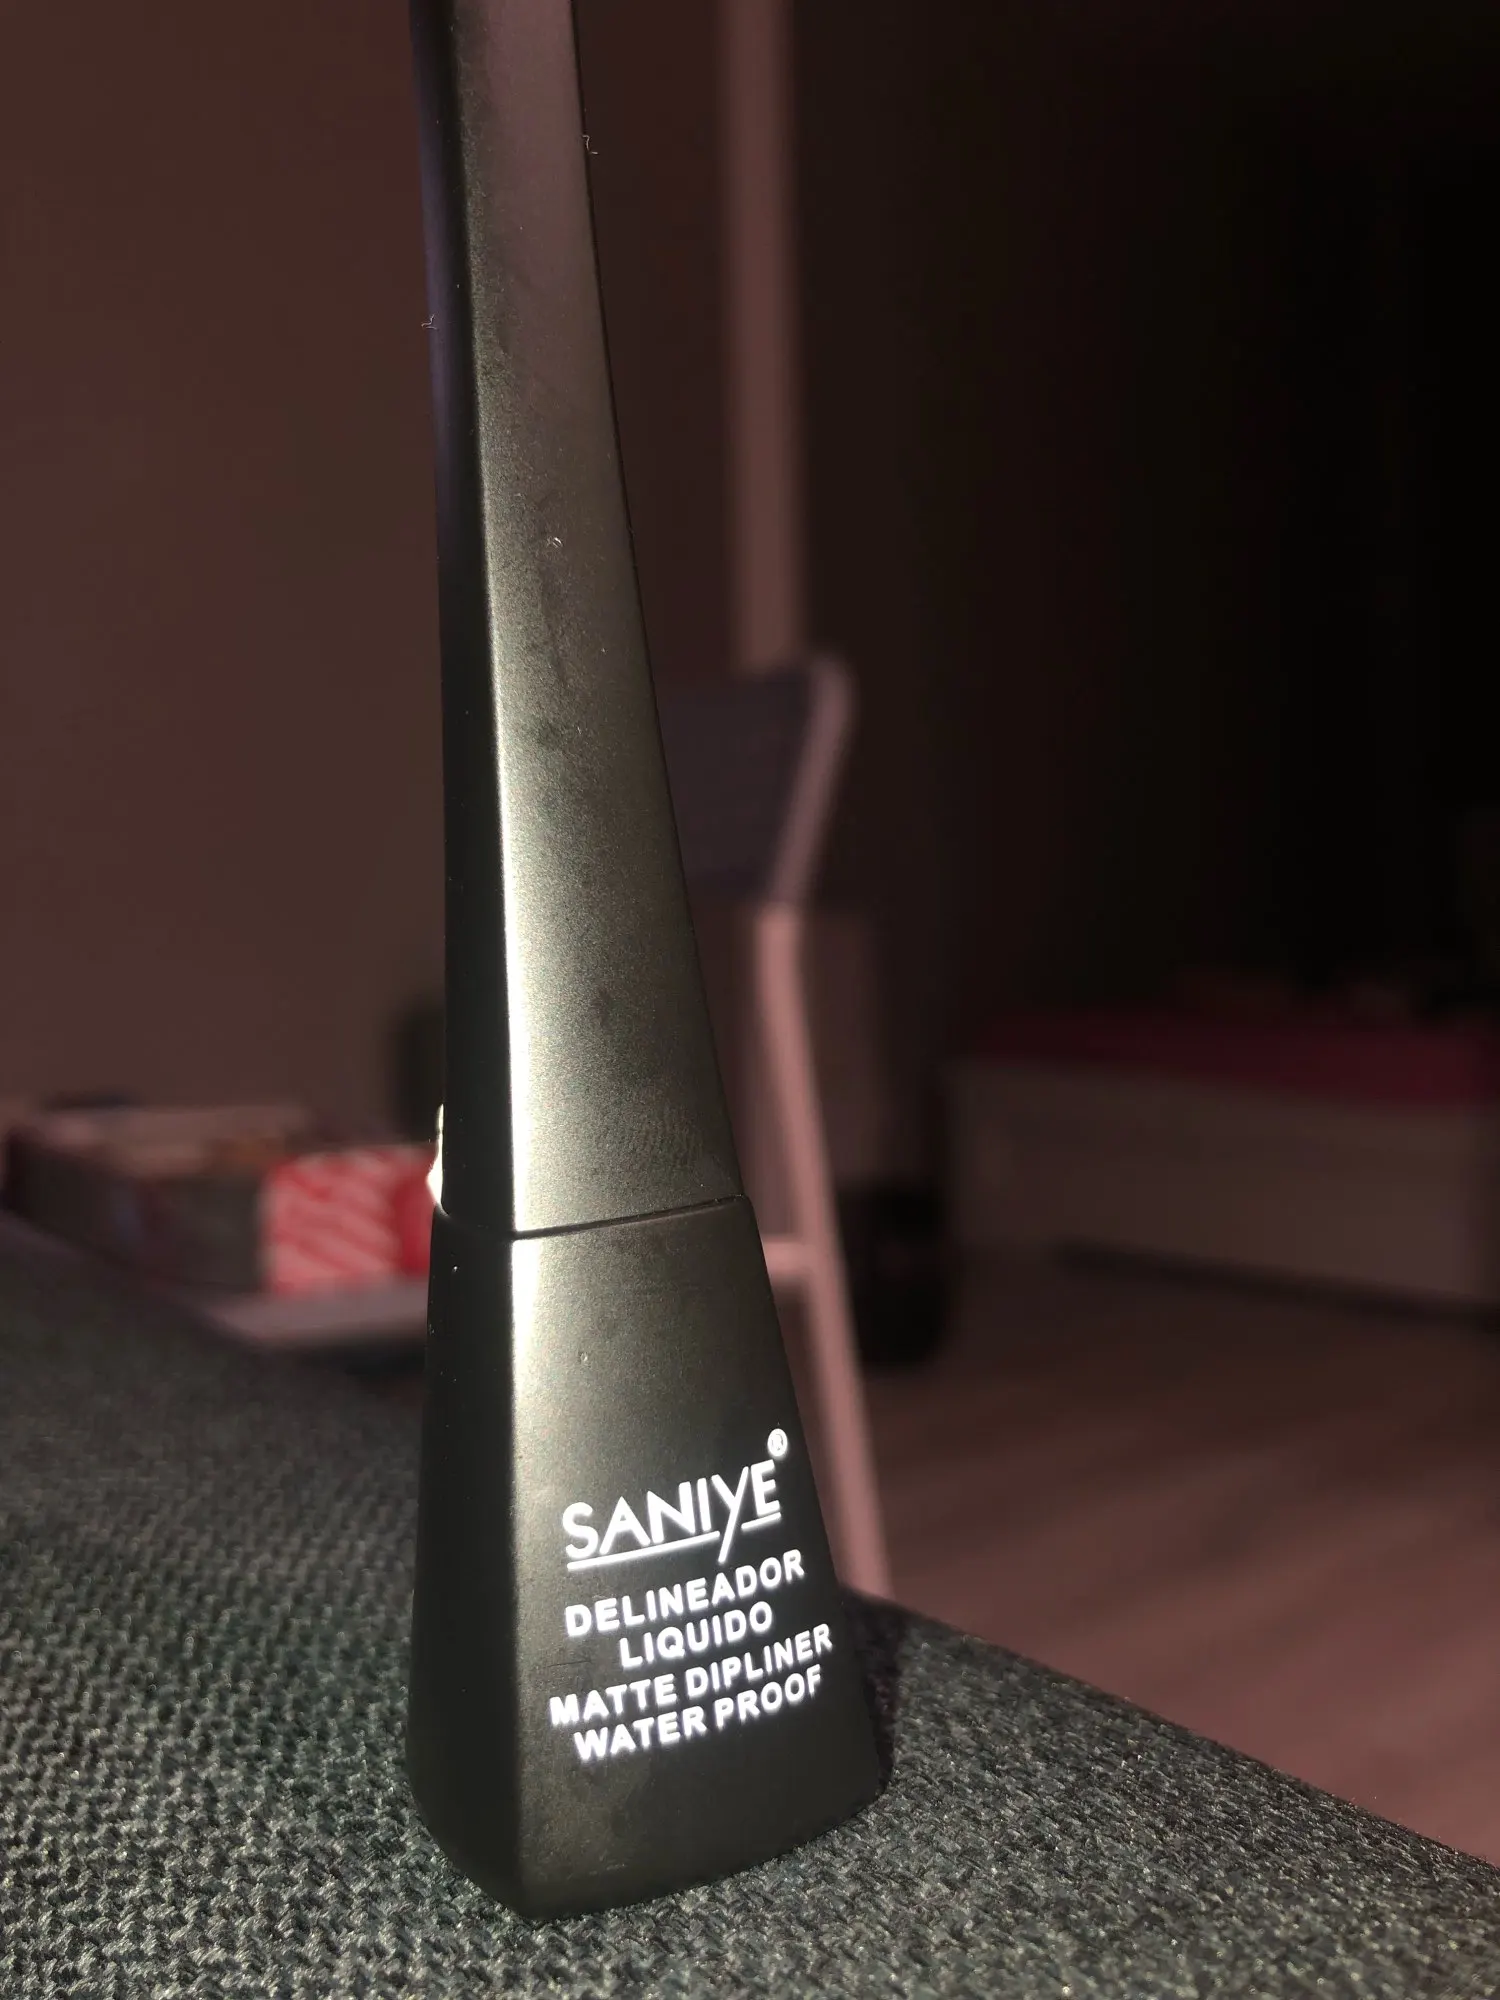 SANIYE®
DELINEADOR
LIQUIDO
MATTE DIPLINER
WATER PROOF